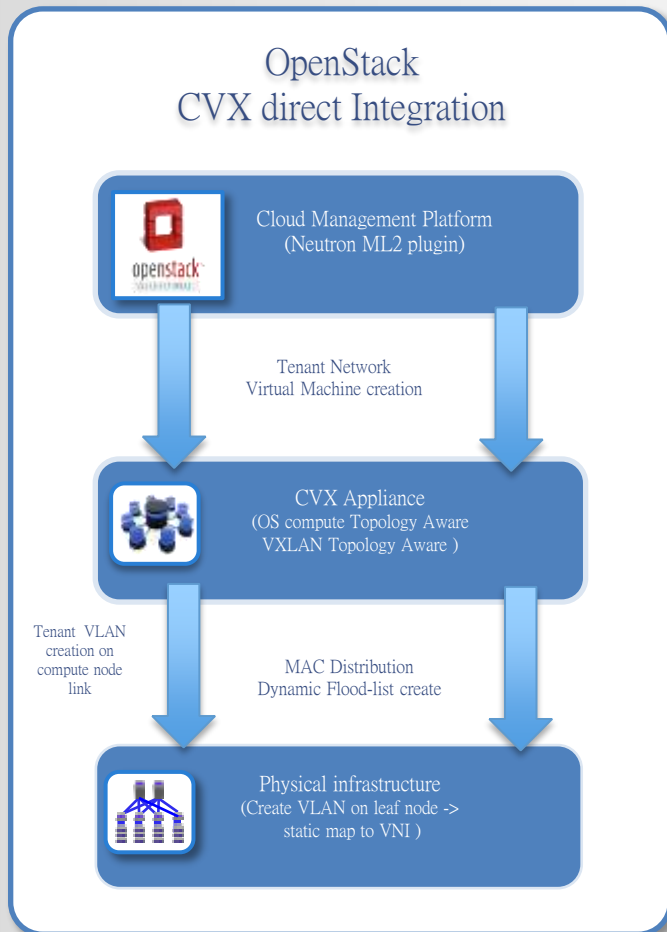 OpenStack
CVX direct Integration
Cloud Management Platform
(Neutron ML2 plugin)
openstack
Tenant Network
Virtual Machine creation
CVX Appliance
(OS compute Topology Aware
VXLAN Topology Aware )
Tenant VLAN
creation on
compute node
link
MAC Distribution
Dynamic Flood-list create
Physical infrastructure
(Create VLAN on leaf node ->
static map to VNI )